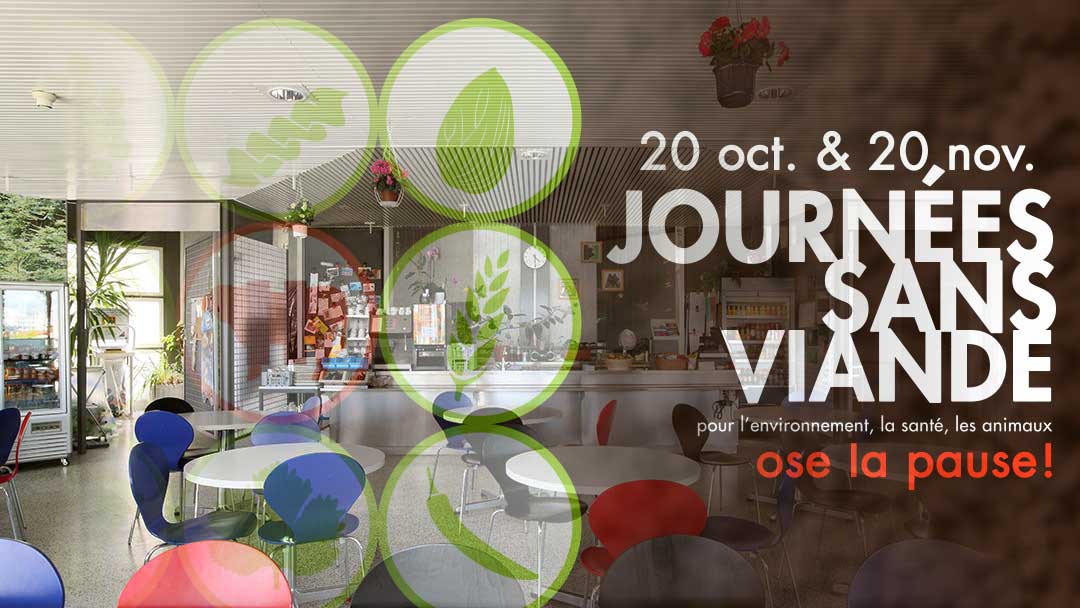 20 oct. & 20 nov.
JOURNÉES
SANS
VIANDE
pour l'environnement, la santé, les animaux
ose la pause!